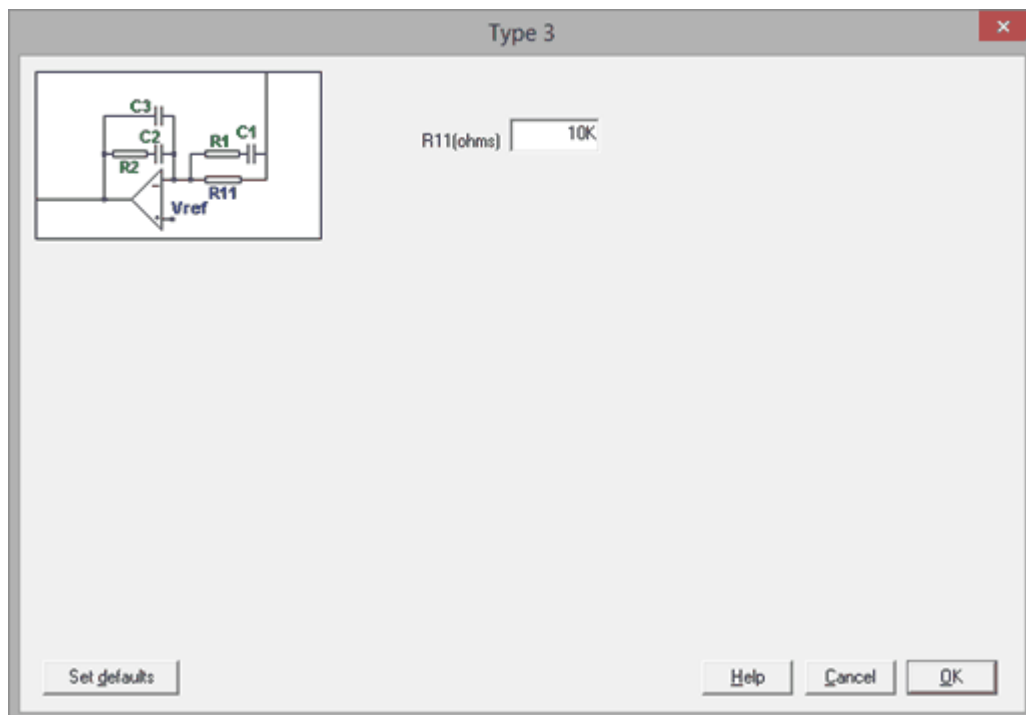 Type 3
C3
C2
R1 C1
R2
R11
Vref
R11(ohms) 10K
Set defaults
Help
Cancel
OK